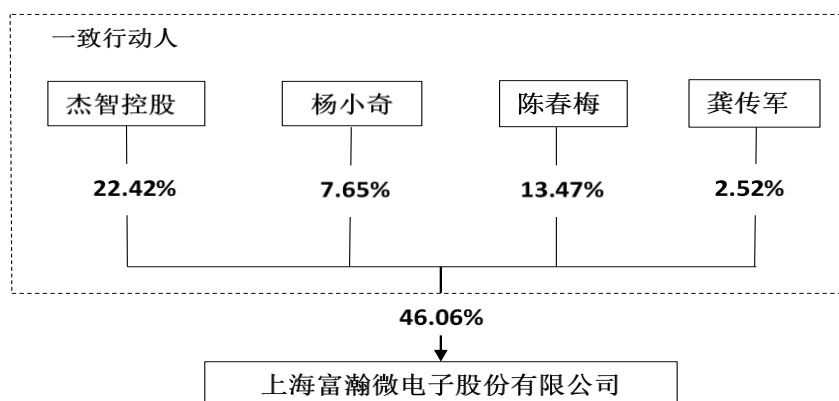 一致行动人
杰智控股 杨小奇 陈春梅 龚传军
22.42% 7.65% 13.47% 2.52%
46.06%
上海富瀚微电子股份有限公司